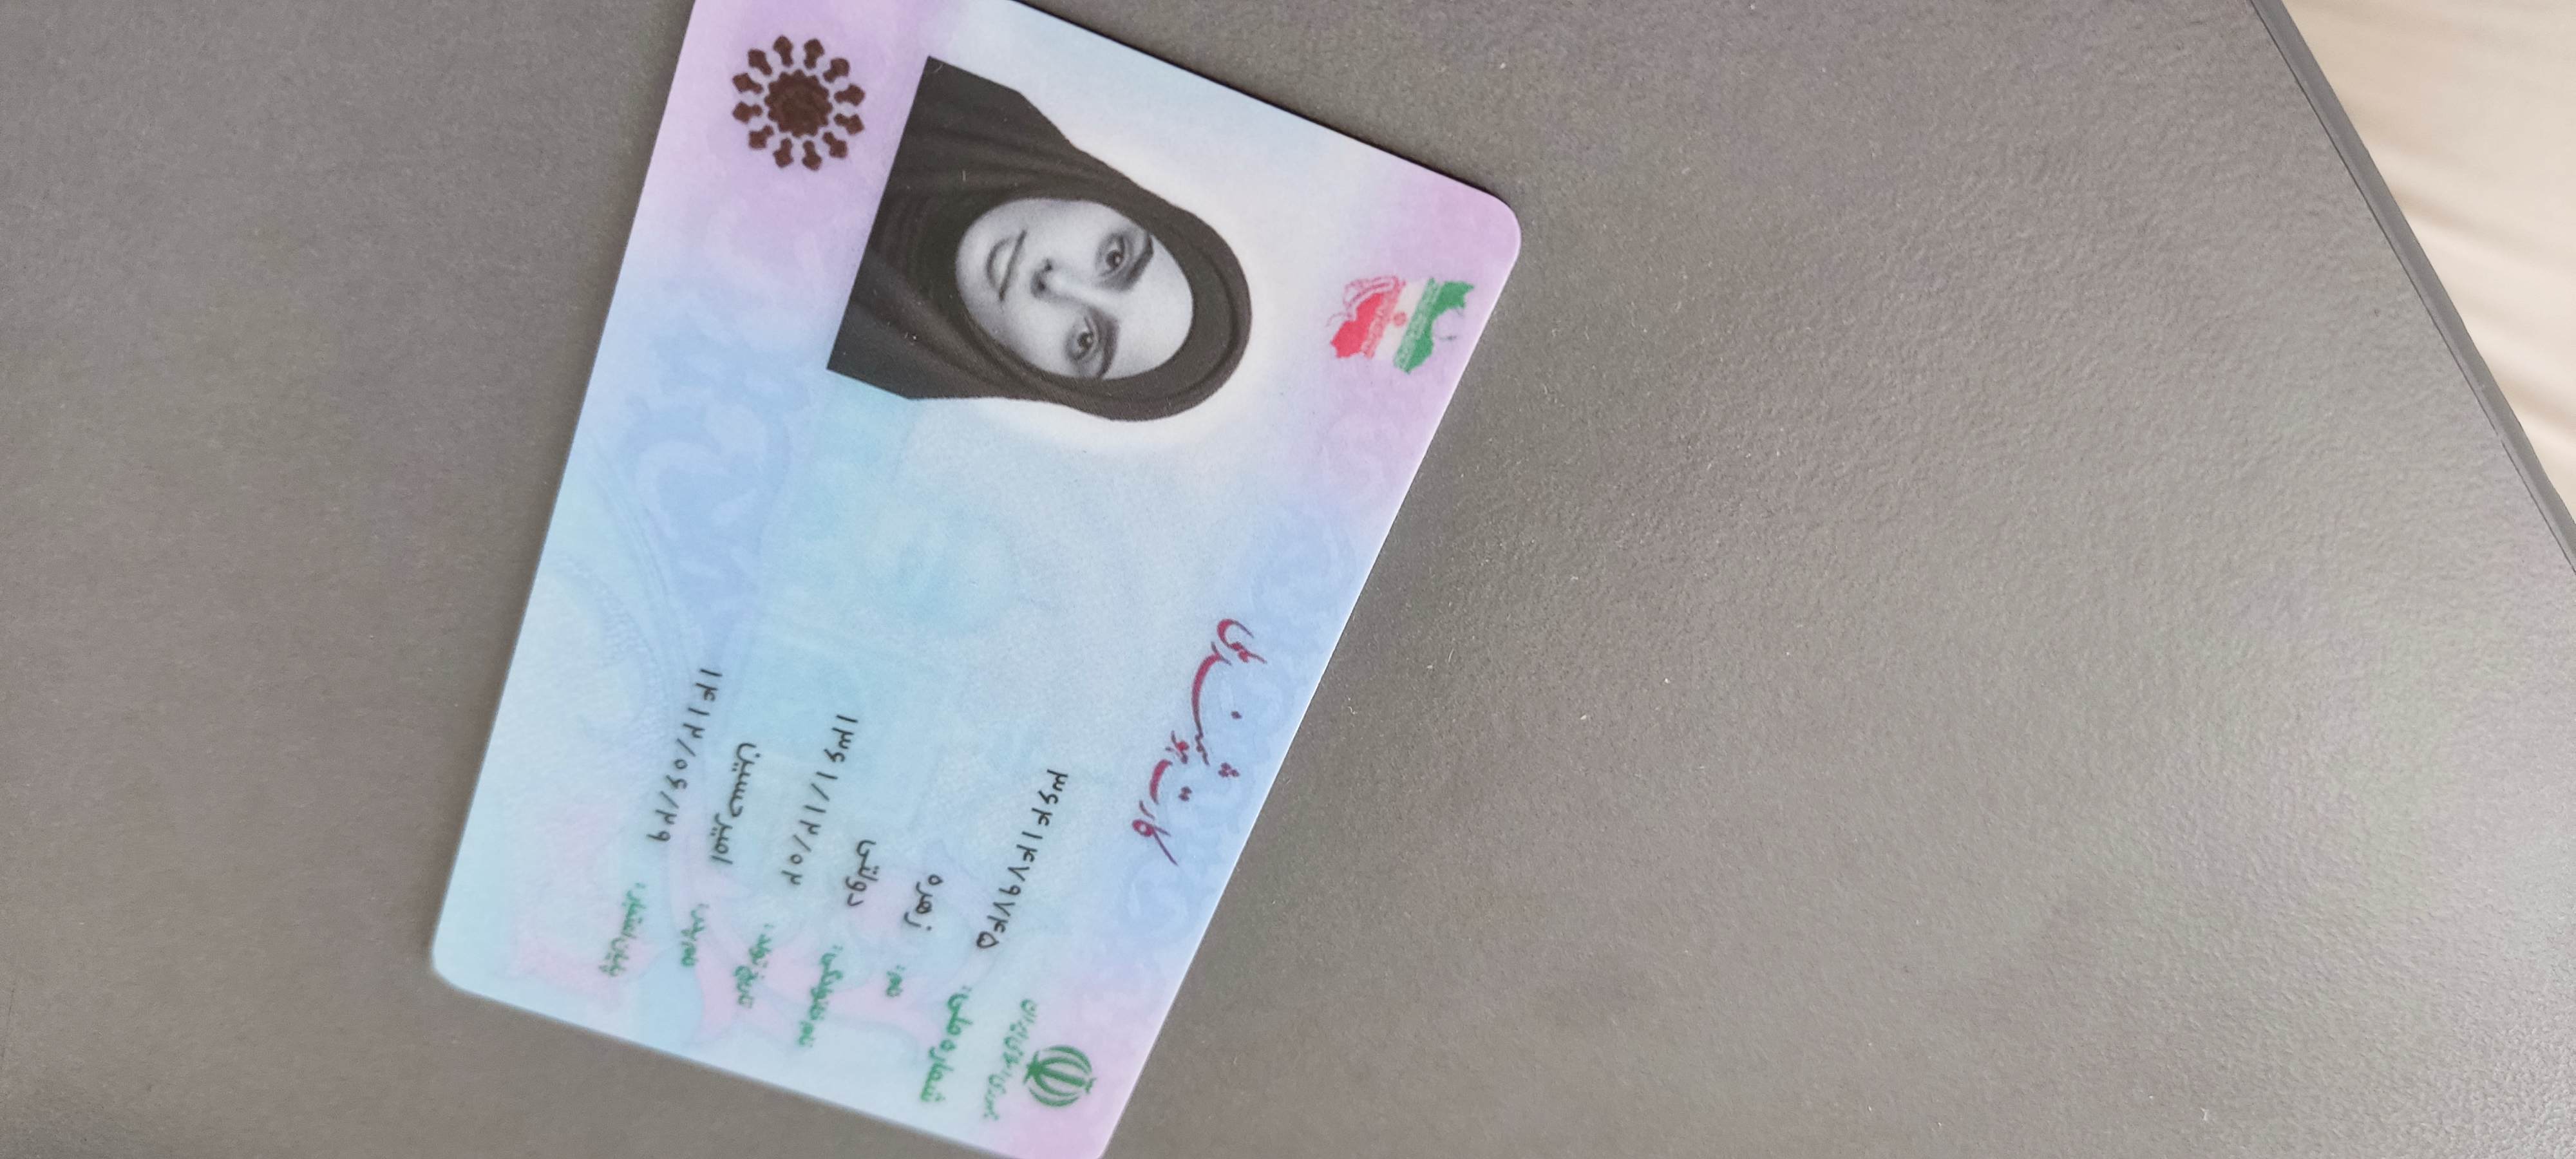 جمهوری اسلامی ایران
کارت هوشمند ملی
شماره ملی: ۳۶۴۱۴۷۹۷۴۵
نام: زهره
نام خانوادگی: دولتی
تاریخ تولد: ۱۳۶۱/۱۲/۰۲
نام پدر: امیرحسین
پایان اعتبار: ۱۴۱۲/۰۶/۲۹